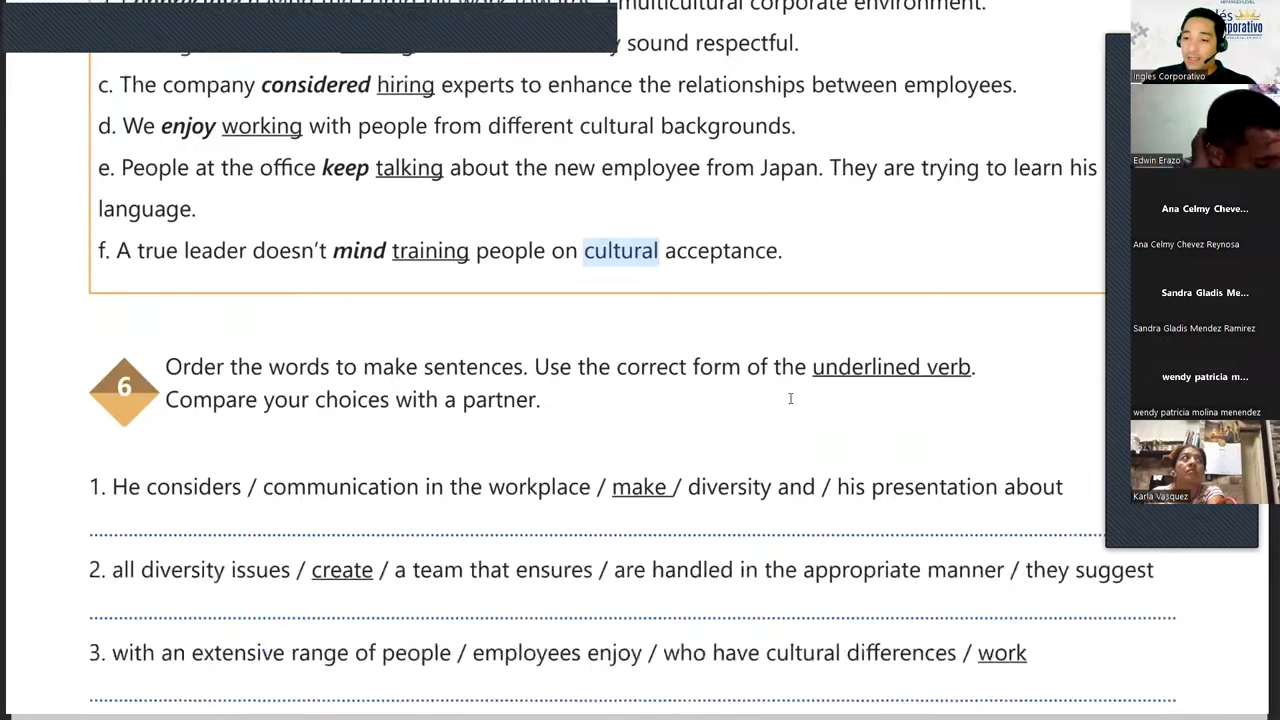 multicultural corporate environment.
sound respectful.
c. The company considered hiring experts to enhance the relationships between employees.
d. We enjoy working with people from different cultural backgrounds.
e. People at the office keep talking about the new employee from Japan. They are trying to learn his
language.
f. A true leader doesn’t mind training people on cultural acceptance.
6
Order the words to make sentences. Use the correct form of the underlined verb.
Compare your choices with a partner.
1. He considers / communication in the workplace / make / diversity and / his presentation about
2. all diversity issues / create / a team that ensures / are handled in the appropriate manner / they suggest
3. with an extensive range of people / employees enjoy / who have cultural differences / work
Inglés Corporativo
Edwin Erazo
Ana Celmy Cheve...
Ana Celmy Chevez Reynosa
Sandra Gladis Me...
Sandra Gladis Mendez Ramirez
wendy patricia m...
wendy patricia molina menendez
Karla Vasquez